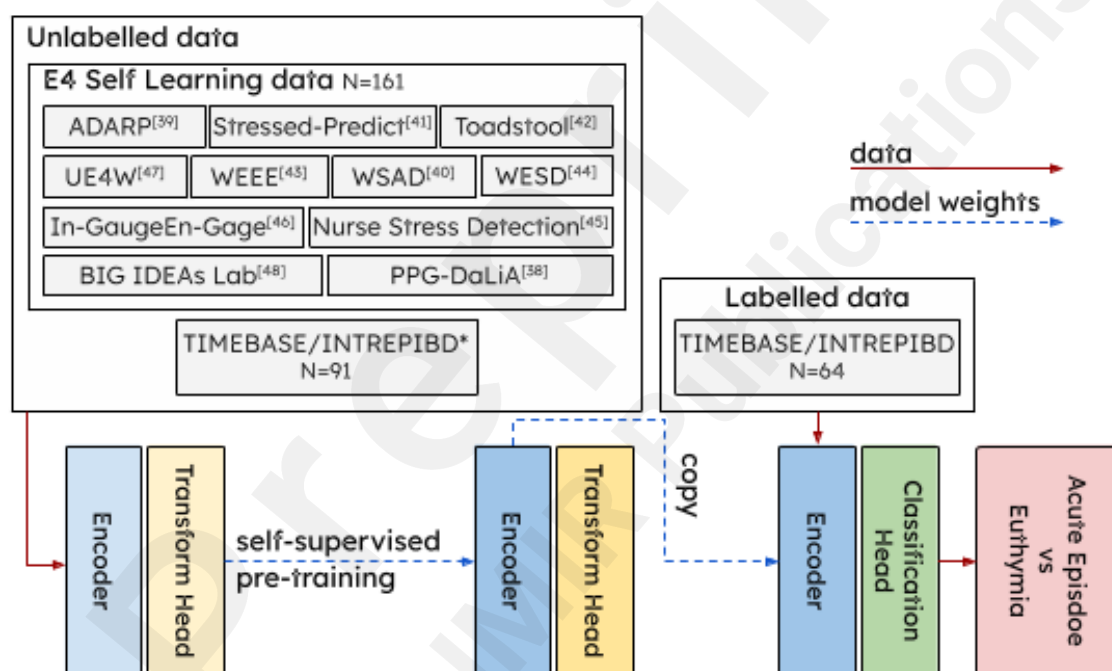 Unlabelled data
E4 Self Learning data N=161
ADARP[39]
Stressed-Predict[41]
Toadstool[42]
UE4W[47]
WEEE[43]
WSAD[40]
WESD[44]
In-GaugeEn-Gage[46]
Nurse Stress Detection[45]
BIG IDEAs Lab[48]
PPG-DaLiA[38]
TIMEBASE/INTREPIBD*
N=91
data
model weights
Labelled data
TIMEBASE/INTREPIBD
N=64
Encoder
Transform Head
self-supervised
pre-training
Encoder
Transform Head
copy
Encoder
Classification
Head
Acute Episdoe
vs
Euthymia
Preprint
JMIR Publications